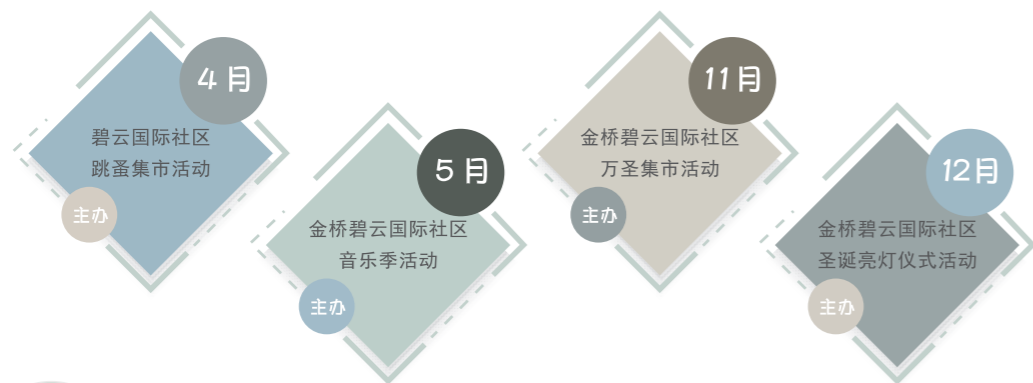 4月
碧云国际社区
跳蚤集市活动
主办
5月
金桥碧云国际社区
音乐季活动
主办
11月
金桥碧云国际社区
万圣集市活动
主办
12月
金桥碧云国际社区
圣诞亮灯仪式活动
主办